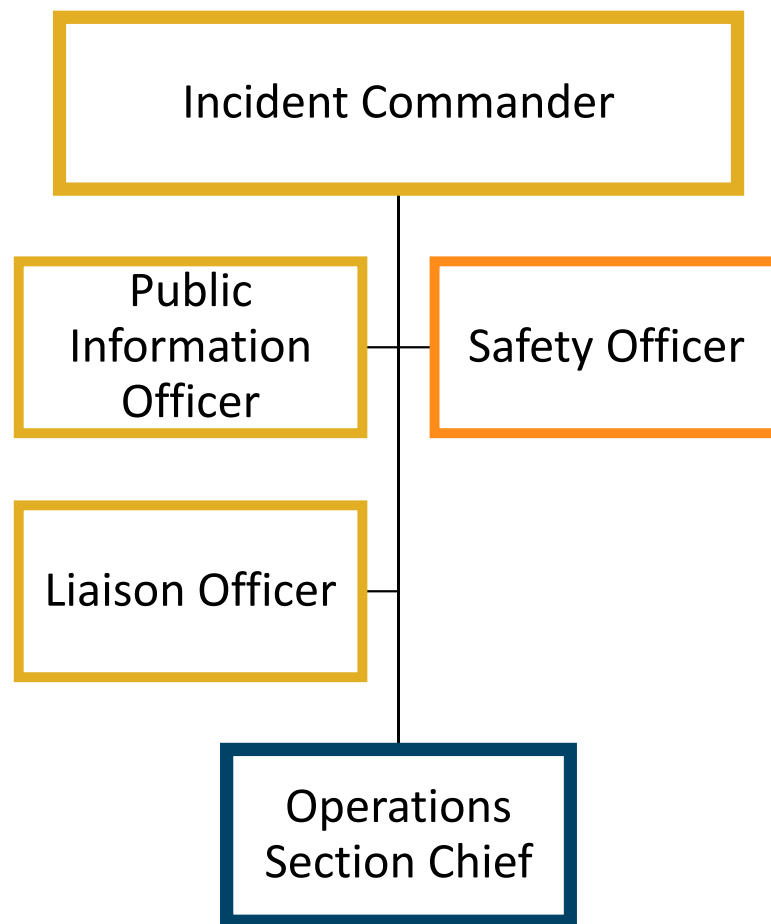 Incident Commander
Public
Information
Officer
Safety Officer
Liaison Officer
Operations
Section Chief